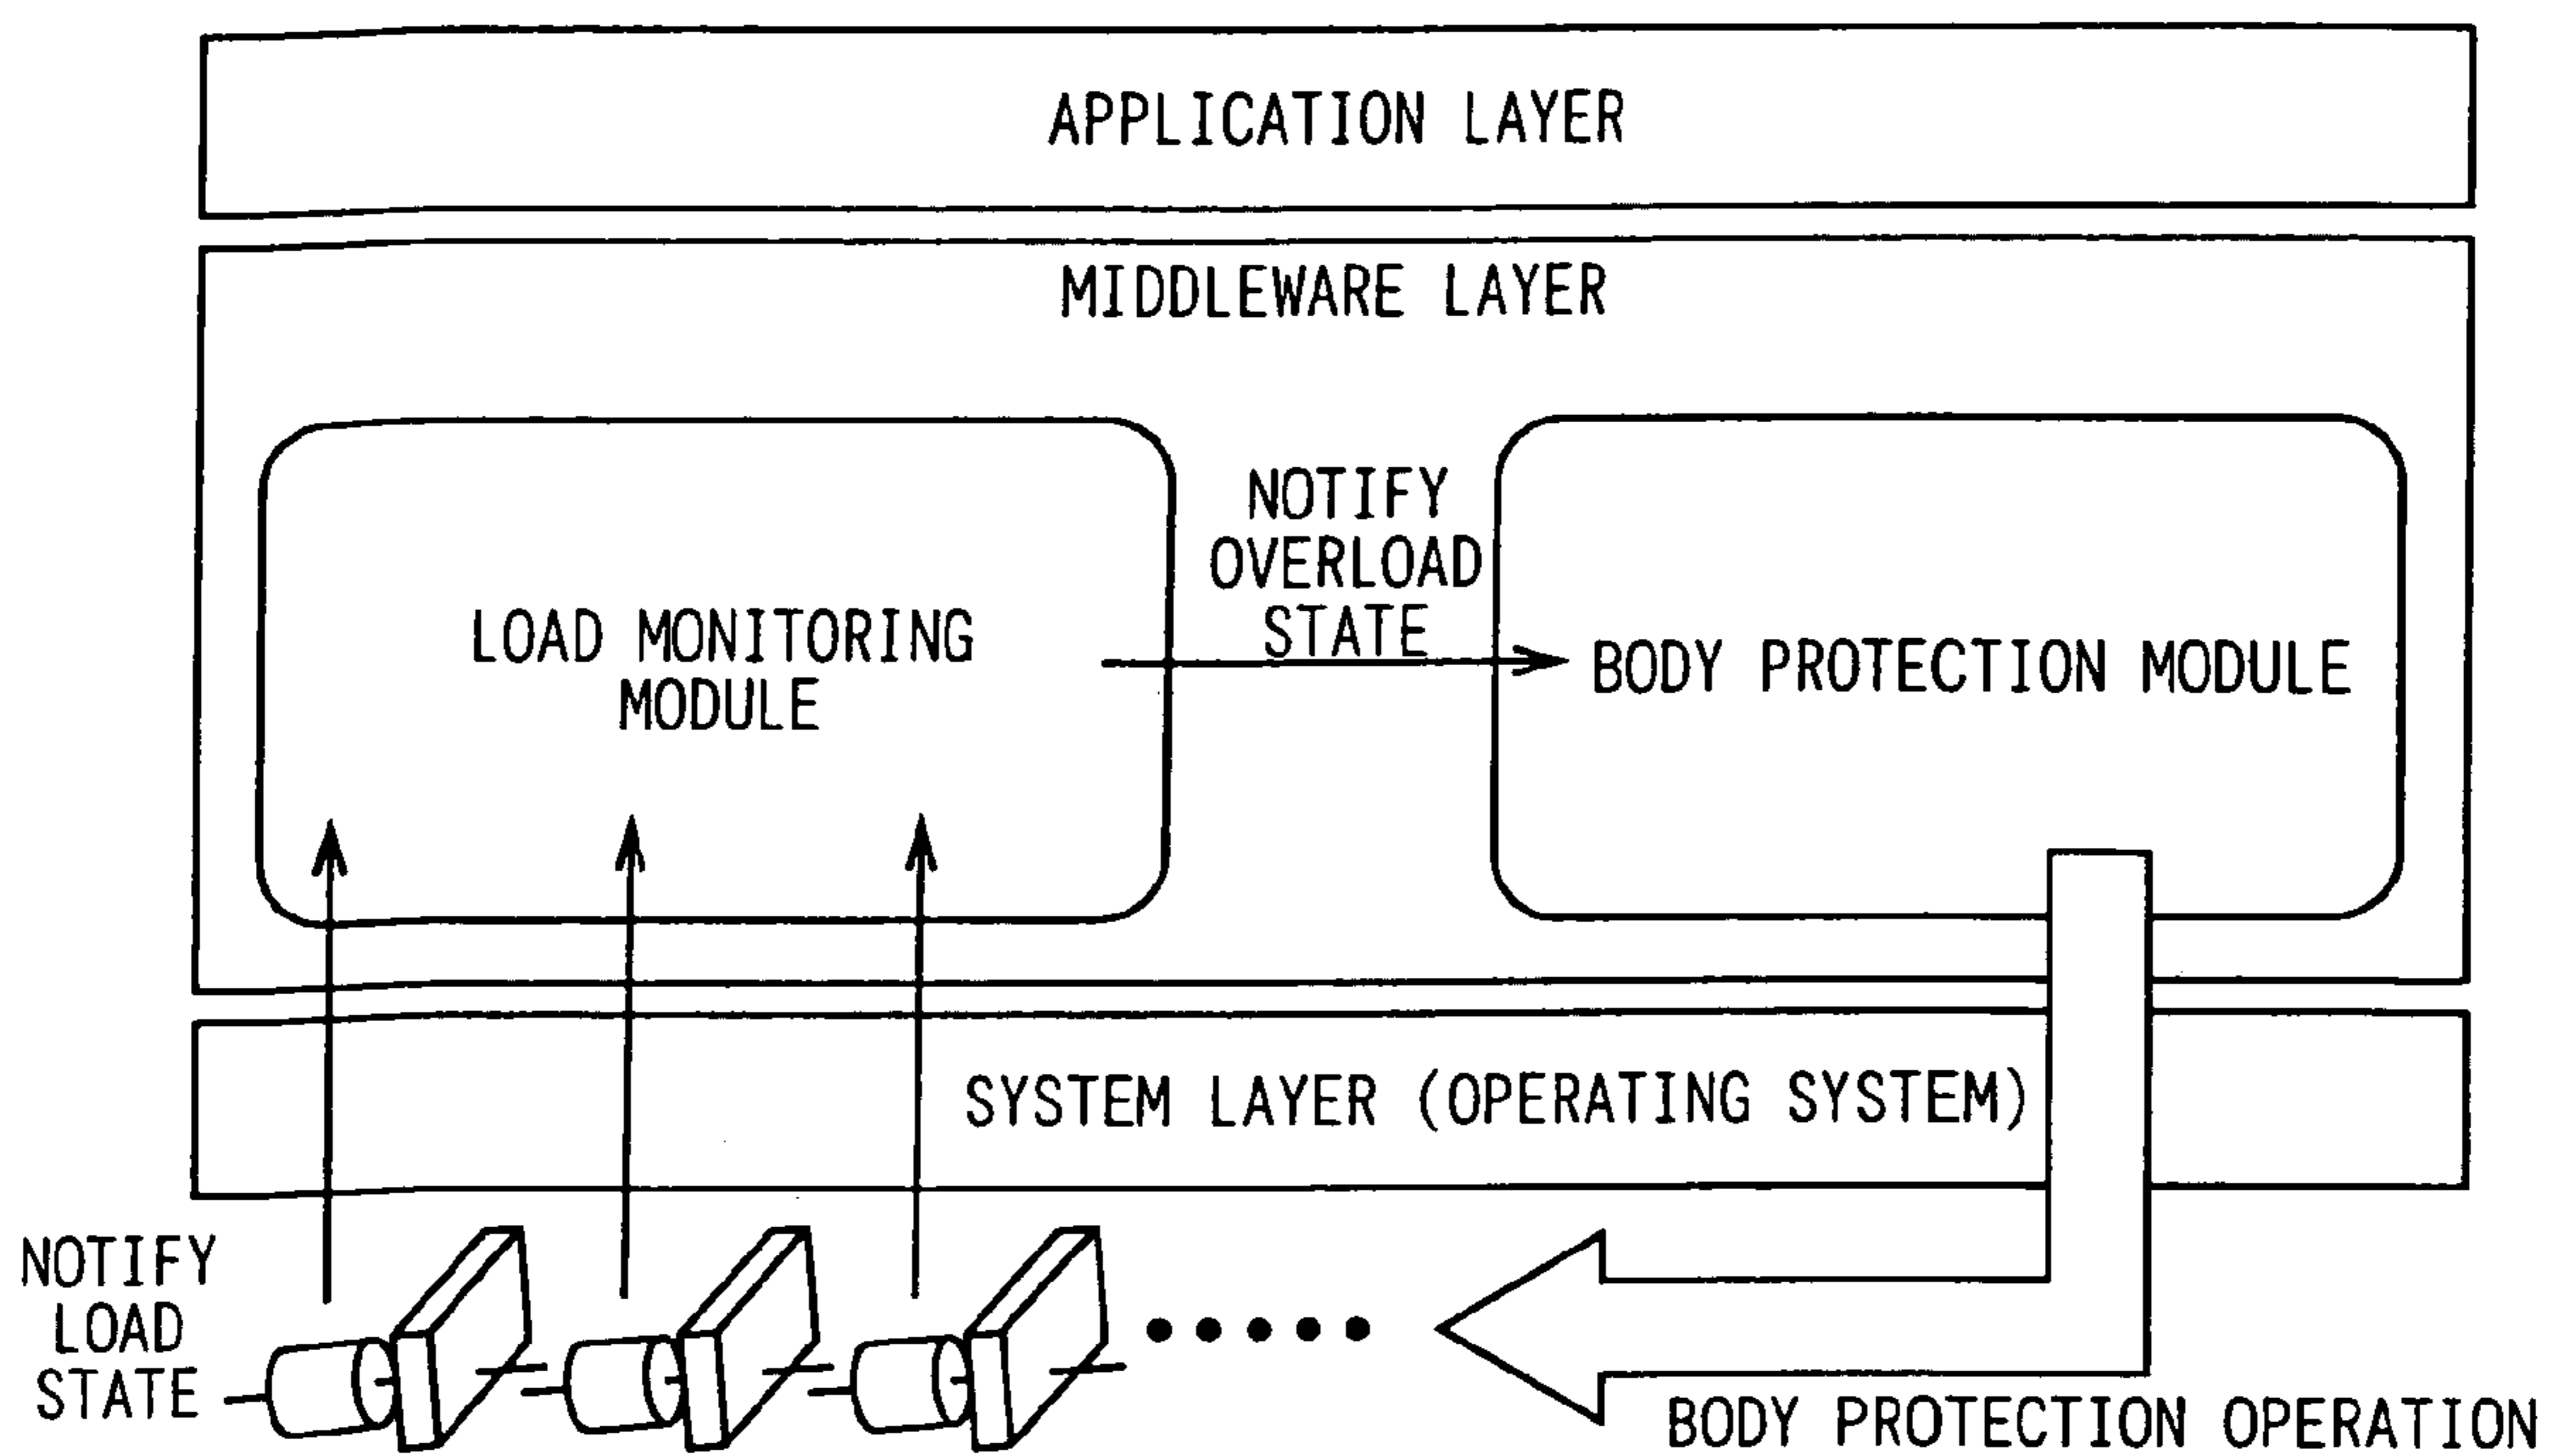 APPLICATION LAYER
MIDDLEWARE LAYER
NOTIFY
OVERLOAD
STATE
LOAD MONITORING
MODULE
BODY PROTECTION MODULE
SYSTEM LAYER (OPERATING SYSTEM)
NOTIFY
LOAD
STATE
BODY PROTECTION OPERATION